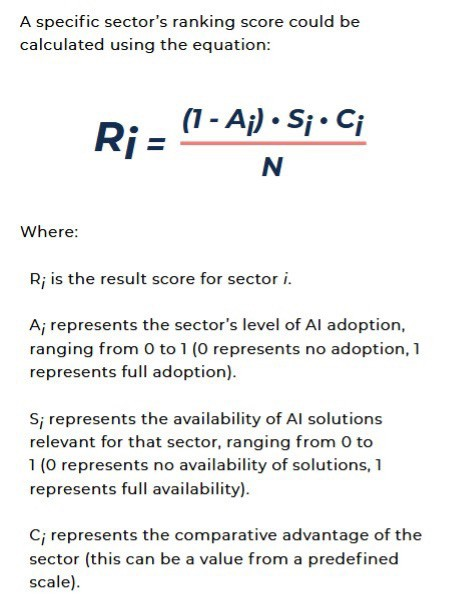 A specific sector's ranking score could be
calculated using the equation:
Rᵢ = (1 - Aᵢ) • Sᵢ • Cᵢ
N
Where:
Rᵢ is the result score for sector i.
Aᵢ represents the sector's level of AI adoption,
ranging from 0 to 1 (0 represents no adoption, 1
represents full adoption).
Sᵢ represents the availability of AI solutions
relevant for that sector, ranging from 0 to
1 (0 represents no availability of solutions, 1
represents full availability).
Cᵢ represents the comparative advantage of the
sector (this can be a value from a predefined
scale).